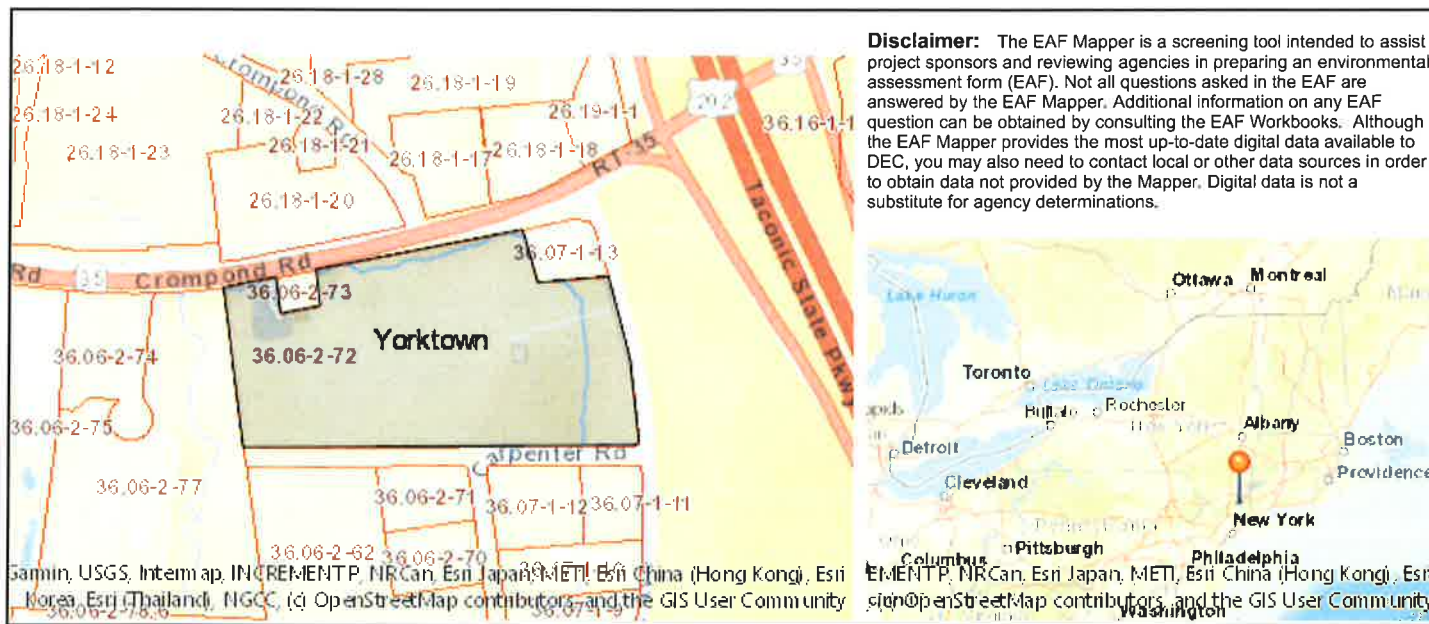 Disclaimer: The EAF Mapper is a screening tool intended to assist
project sponsors and reviewing agencies in preparing an environmental
assessment form (EAF). Not all questions asked in the EAF are
answered by the EAF Mapper. Additional information on any EAF
question can be obtained by consulting the EAF Workbooks. Although
the EAF Mapper provides the most up-to-date digital data available to
DEC, you may also need to contact local or other data sources in order
to obtain data not provided by the Mapper. Digital data is not a
substitute for agency determinations.
26.18-1-12
26.18-1-28
26.18-1-19
35
Crompond Rd
26.18-1-24
26.18-1-22
26.19-1-1
202
36.16-1-1
26.18-1-23
26.18-1-21
26.18-1-17
26.18-1-18
RT 35
26.18-1-20
Taconic State Pkwy
36.07-1-13
Rd
35
Crompond Rd
36.06-2-73
Yorktown
36.06-2-74
36.06-2-72
36.06-2-75
Carpenter Rd
36.06-2-77
36.06-2-71
36.07-1-12
36.07-1-11
36.06-2-62
36.06-2-70
Garmin, USGS, Intermap, INCREMENT P, NRCan, Esri Japan, METI, Esri China (Hong Kong), Esri
Korea, Esri (Thailand), NGCC, (c) OpenStreetMap contributors, and the GIS User Community
Ottawa
Montreal
Lake Huron
Toronto
Lake Ontario
Buffalo
Rochester
Albany
Boston
Detroit
Providence
Cleveland
New York
Pittsburgh
Philadelphia
Columbus
EMENT P, NRCan, Esri Japan, METI, Esri China (Hong Kong), Esri
OpenStreetMap contributors, and the GIS User Community
Washington